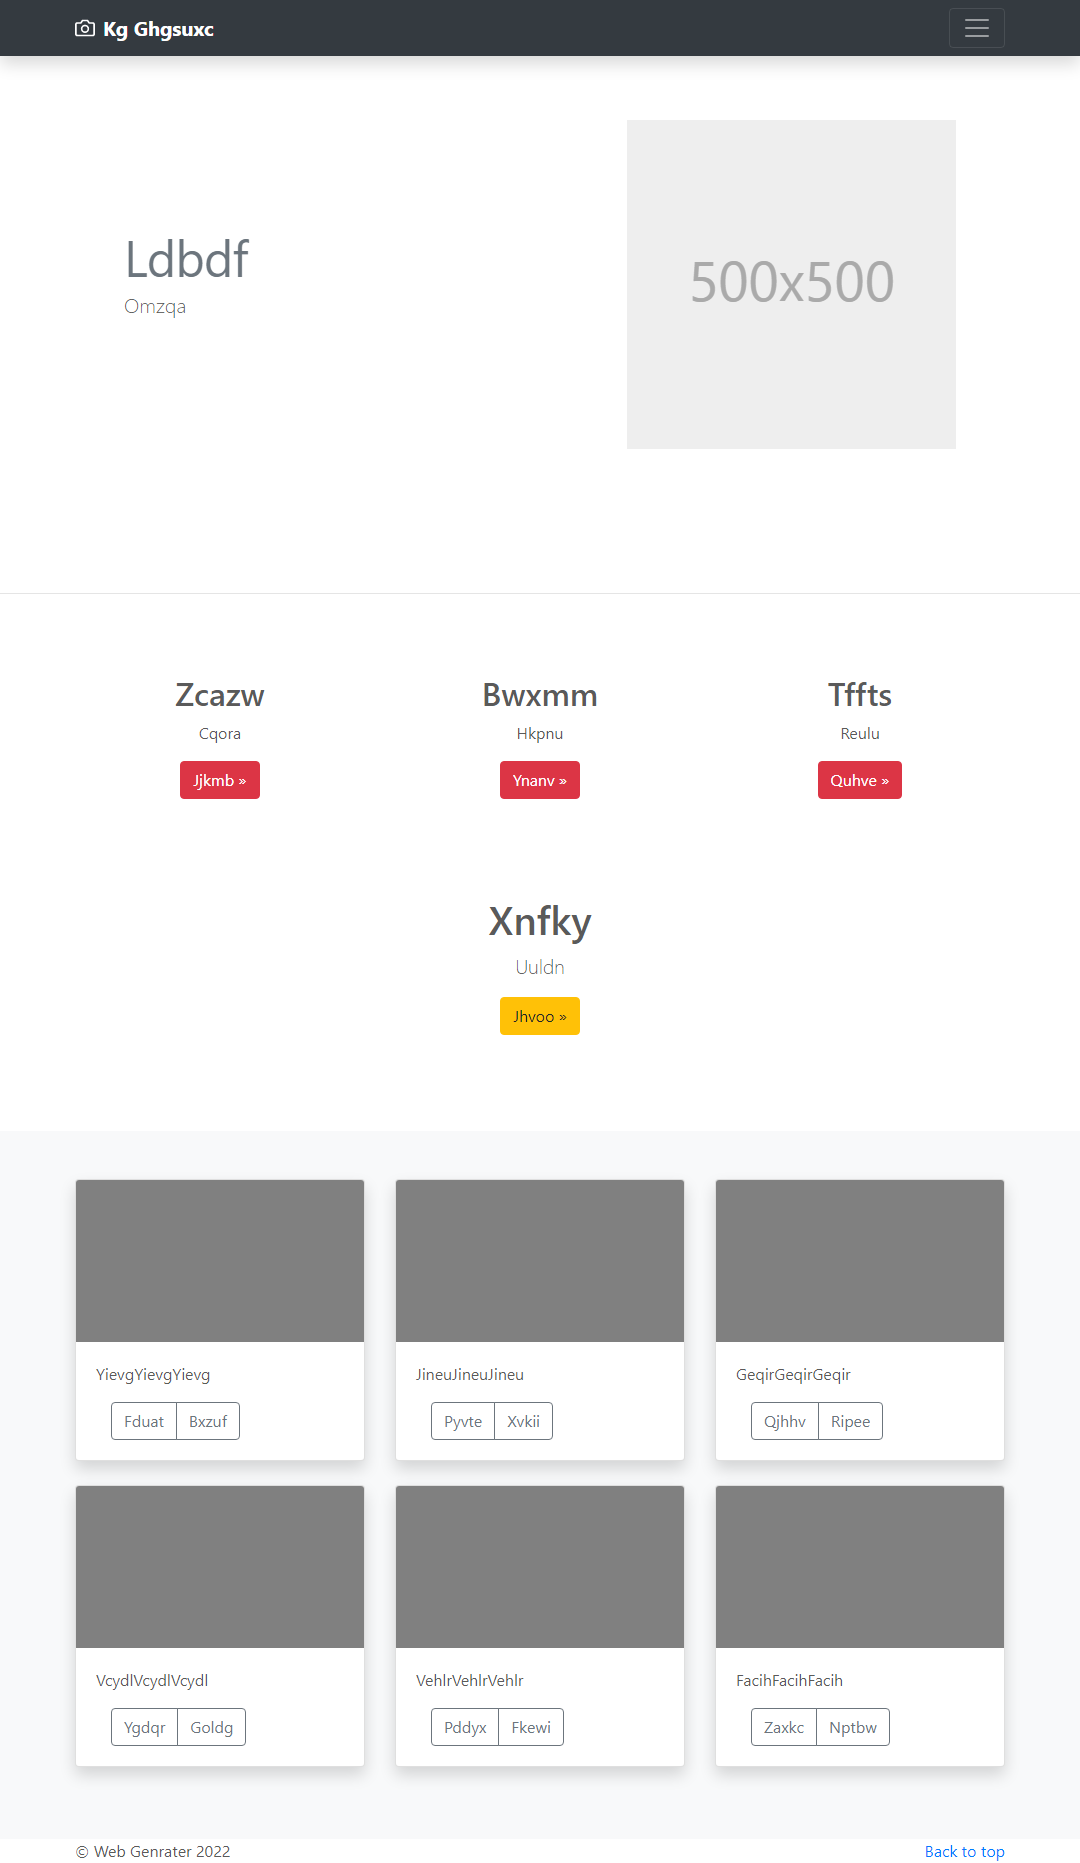 Kg Ghgsuxc
Ldbdf
Omzqa
500x500
Zcazw
Cqora
Jjkmb »
Bwxmm
Hkpnu
Ynanv »
Tffts
Reulu
Quhve »
Xnfky
Uuldn
Jhvoo »
YievgYievgYievg
Fduat Bxzuf
JineuJineuJineu
Pyvte Xvkii
GeqirGeqirGeqir
Qjhhv Ripee
VcydlVcydlVcydl
Ygdqr Goldg
VehlrVehlrVehlr
Pddyx Fkewi
FacihFacihFacih
Zaxkc Nptbw
© Web Genrater 2022
Back to top